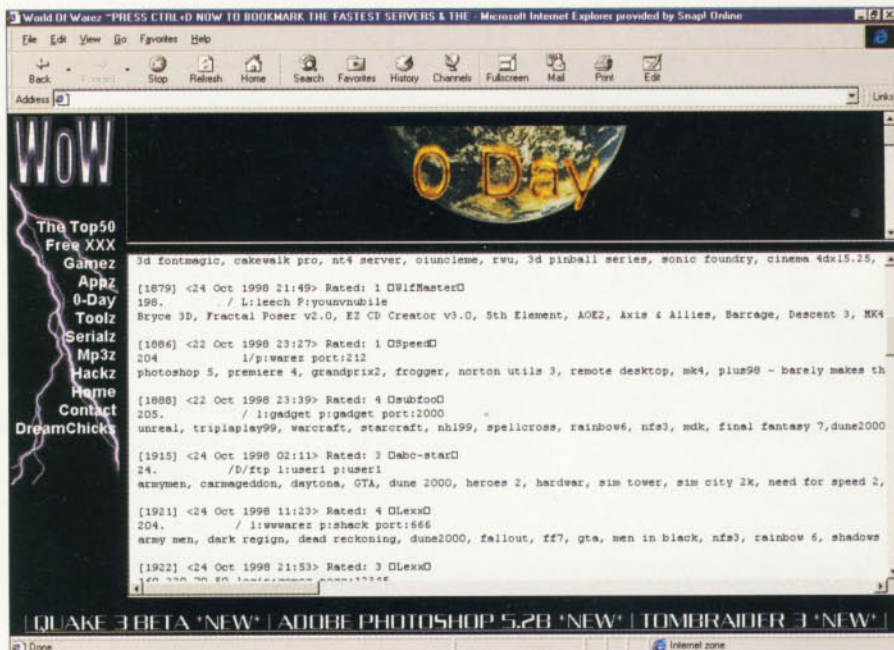 World Of Warez ~PRESS CTRL+D NOW TO BOOKMARK THE FASTEST SERVERS & THE - Microsoft Internet Explorer provided by Snap! Online
File Edit View Go Favorites Help
Back Forward Stop Refresh Home Search Favorites History Channels Fullscreen Mail Print Edit
Address Links
WoW
0 Day
The Top50
Free XXX
Gamez
Appz
0-Day
Toolz
Serialz
Mp3z
Hackz
Home
Contact
DreamChicks
3d fontmagic, cakewalk pro, nt4 server, oiuncleme, rwu, 3d pinball series, sonic foundry, cinema 4dxl5.25,
[1879] <24 Oct 1998 21:49> Rated: 1 □WlfMaster□
198. / L:leech P:younvnubile
Bryce 3D, Fractal Poser v2.0, EZ CD Creator v3.0, 5th Element, AOE2, Axis & Allies, Barrage, Descent 3, MK4
[1886] <22 Oct 1998 23:27> Rated: 1 □Speed□
204 l/p:warez port:212
photoshop 5, premiere 4, grandprix2, frogger, norton utils 3, remote desktop, mk4, plus98 - barely makes th
[1888] <22 Oct 1998 23:39> Rated: 4 □subfoo□
205. / l:gadget p:gadget port:2000
unreal, triplaplay99, warcraft, starcraft, nhl99, spellcross, rainbow6, nfs3, mdk, final fantasy 7,dune2000
[1915] <24 Oct 1998 02:11> Rated: 3 □abc-star□
24. /D/ftp l:user1 p:user1
armymen, carmageddon, daytona, GTA, dune 2000, heroes 2, hardwar, sim tower, sim city 2k, need for speed 2,
[1921] <24 Oct 1998 11:23> Rated: 4 □Lexx□
204. / l:wwwarez p:shack port:666
army men, dark regign, dead reckoning, dune2000, fallout, ff7, gta, men in black, nfs3, rainbow 6, shadows
[1922] <24 Oct 1998 21:53> Rated: 3 □Lexx□
| QUAKE 3 BETA *NEW* | ADOBE PHOTOSHOP 5.2B *NEW* | TOMBRAIDER 3 *NEW* |
Done Internet zone